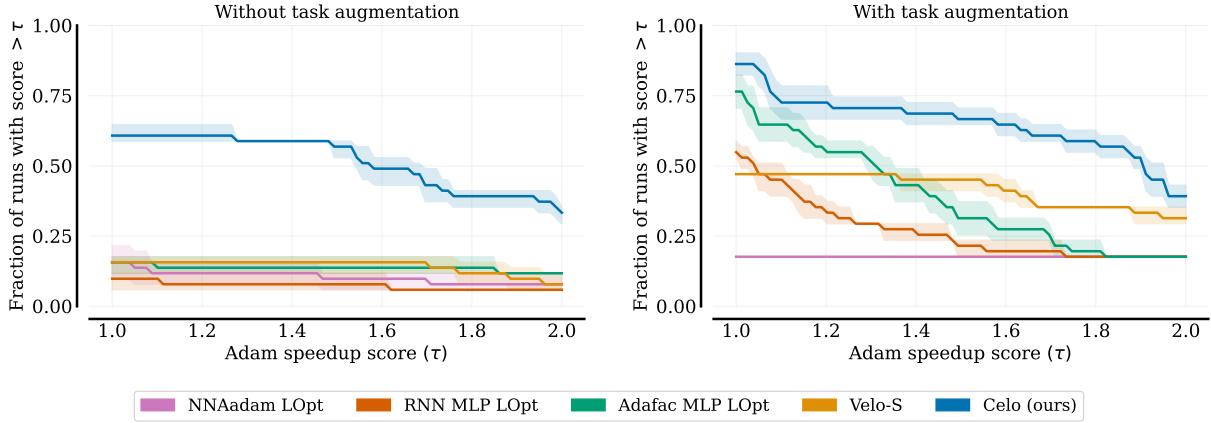 Without task augmentation
Fraction of runs with score > τ
1.00
0.75
0.50
0.25
0.00
1.0 1.2 1.4 1.6 1.8 2.0
Adam speedup score (τ)
With task augmentation
Fraction of runs with score > τ
1.00
0.75
0.50
0.25
0.00
1.0 1.2 1.4 1.6 1.8 2.0
Adam speedup score (τ)
NNAadam LOpt RNN MLP LOpt Adafac MLP LOpt Velo-S Celo (ours)